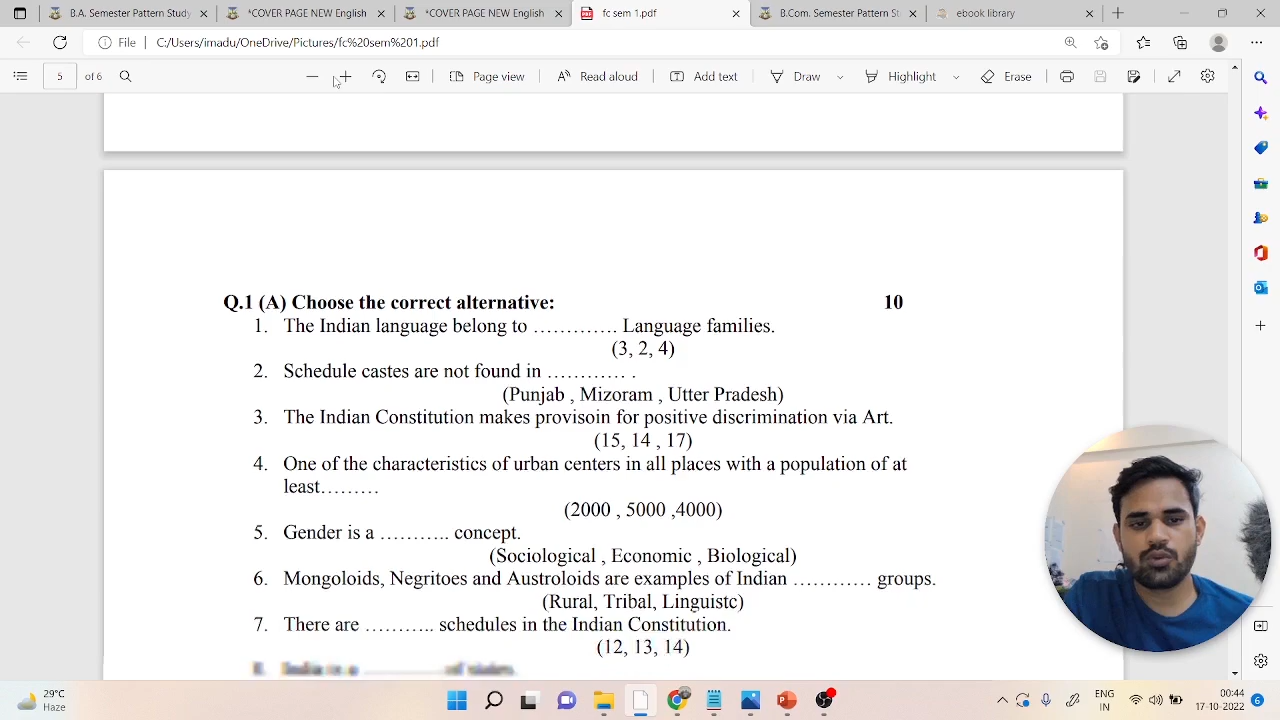 B.A. Semester Pattern Study
*COVER PAGE NEW English
*COVER PAGE NEW English
fc sem 1.pdf
B.Com. Semester Pattern St
ebook library
File
C:/Users/imadu/OneDrive/Pictures/fc%20sem%201.pdf
5 of 6
Page view
Read aloud
Add text
Draw
Highlight
Erase
Q.1 (A) Choose the correct alternative: 10
1. The Indian language belong to …………. Language families.
(3, 2, 4)
2. Schedule castes are not found in ………… .
(Punjab , Mizoram , Utter Pradesh)
3. The Indian Constitution makes provisoin for positive discrimination via Art.
(15, 14 , 17)
4. One of the characteristics of urban centers in all places with a population of at
least………
(2000 , 5000 ,4000)
5. Gender is a ……….. concept.
(Sociological , Economic , Biological)
6. Mongoloids, Negritoes and Austroloids are examples of Indian ………… groups.
(Rural, Tribal, Linguistc)
7. There are ……….. schedules in the Indian Constitution.
(12, 13, 14)
8. India is a ………… of states.
29°C
Haze
ENG
IN
00:44
17-10-2022
6